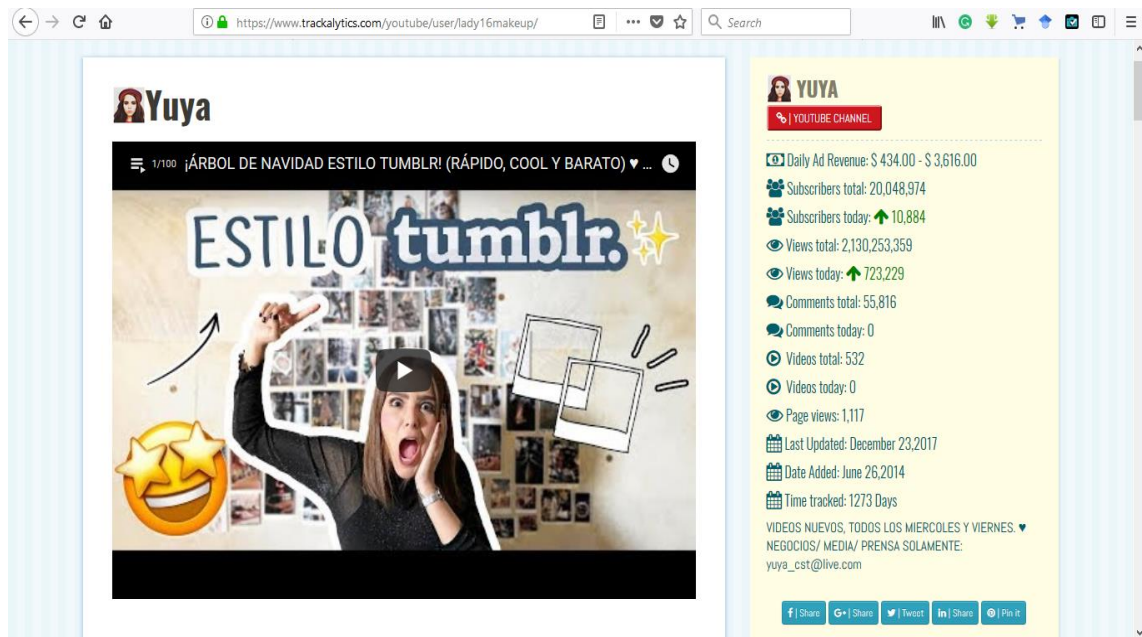 https://www.trackalytics.com/youtube/user/lady16makeup/
Search
Yuya
1/100 ¡ÁRBOL DE NAVIDAD ESTILO TUMBLR! (RÁPIDO, COOL Y BARATO) ♥ ...
ESTILO tumblr.
YUYA
| YOUTUBE CHANNEL
Daily Ad Revenue: $ 434.00 - $ 3,616.00
Subscribers total: 20,048,974
Subscribers today: 10,884
Views total: 2,130,253,359
Views today: 723,229
Comments total: 55,816
Comments today: 0
Videos total: 532
Videos today: 0
Page views: 1,117
Last Updated: December 23,2017
Date Added: June 26,2014
Time tracked: 1273 Days
VIDEOS NUEVOS, TODOS LOS MIERCOLES Y VIERNES. ♥
NEGOCIOS/ MEDIA/ PRENSA SOLAMENTE:
yuya_cst@live.com
f | Share G+ | Share | Tweet in | Share | Pin it